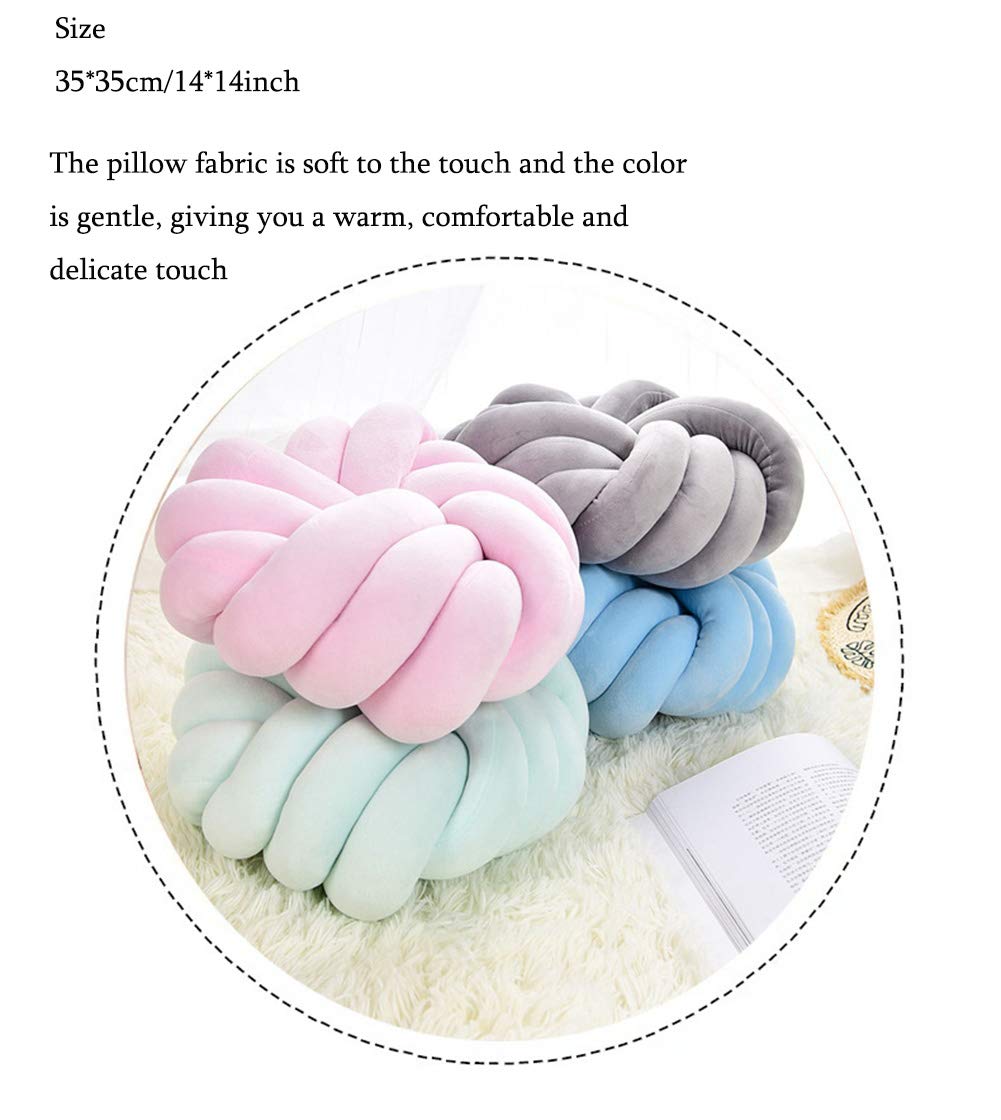 Size
35*35cm/14*14inch
The pillow fabric is soft to the touch and the color
is gentle, giving you a warm, comfortable and
delicate touch